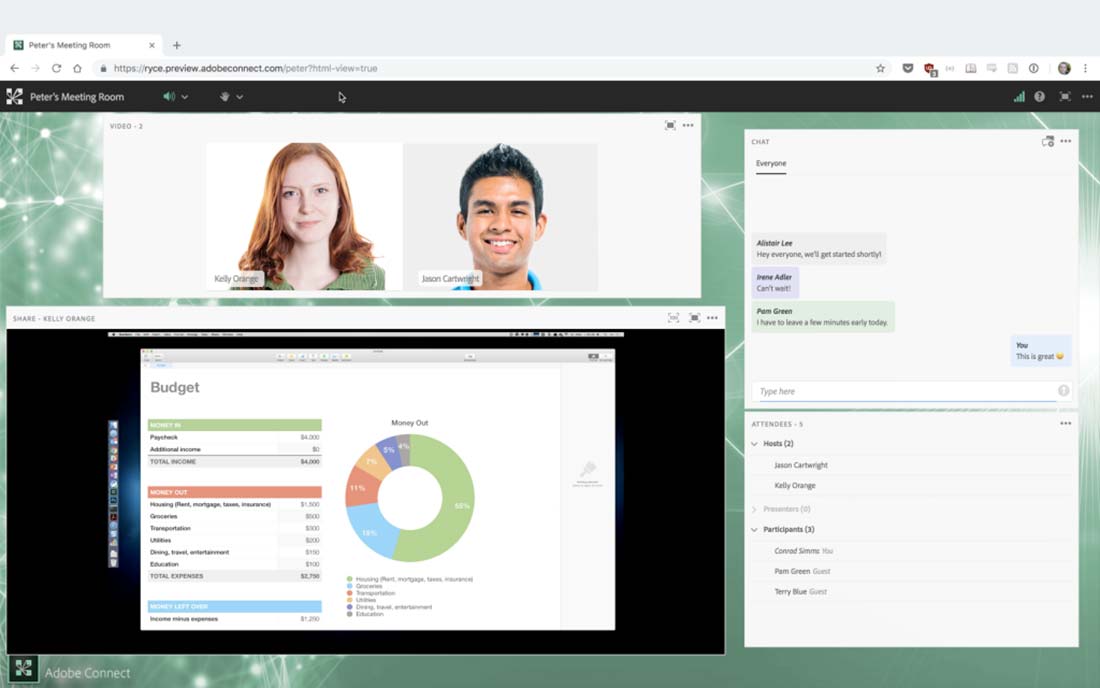 Peter's Meeting Room
https://ryce.preview.adobeconnect.com/peter?html-view=true
Peter's Meeting Room
VIDEO - 2
Kelly Orange
Jason Cartwright
SHARE - KELLY ORANGE
Budget
MONEY IN
Paycheck $4,000
Additional income $0
TOTAL INCOME $4,000
MONEY OUT
Housing (Rent, mortgage, taxes, insurance) $1,500
Groceries $500
Transportation $300
Utilities $200
Dining, travel, entertainment $150
Education $100
TOTAL EXPENSES $2,750
MONEY LEFT OVER
Income minus expenses $1,250
Money Out
4%
5%
7%
11%
18%
55%
Housing (Rent, mortgage, taxes, insurance)
Groceries
Transportation
Utilities
Dining, travel, entertainment
Education
Adobe Connect
CHAT
Everyone
Alistair Lee
Hey everyone, we'll get started shortly!
Irene Adler
Can't wait!
Pam Green
I have to leave a few minutes early today.
You
This is great 😄
Type here
ATTENDEES - 5
Hosts (2)
Jason Cartwright
Kelly Orange
Presenters (0)
Participants (3)
Conrad Simms You
Pam Green Guest
Terry Blue Guest